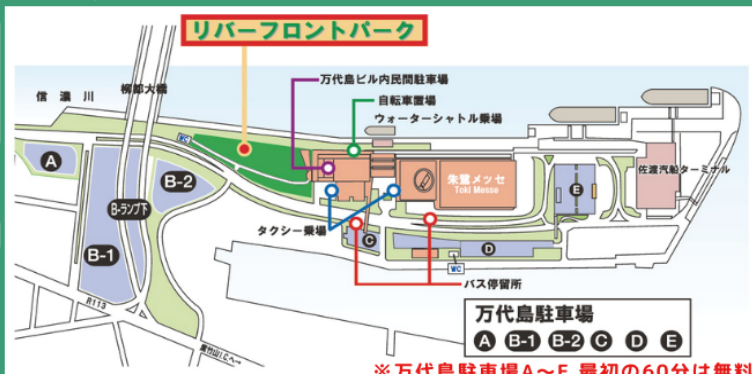 リバーフロントパーク
万代島ビル内民間駐車場
柳都大橋
信濃川
自転車置場
ウォーターシャトル乗場
WC
A
B-2
朱鷺メッセ
Toki Messe
E
佐渡汽船ターミナル
B-ランプ下
タクシー乗場
C
D
B-1
WC
バス停留所
R113
万代島駐車場
A B-1 B-2 C D E
※万代島駐車場A~E 最初の60分は無料